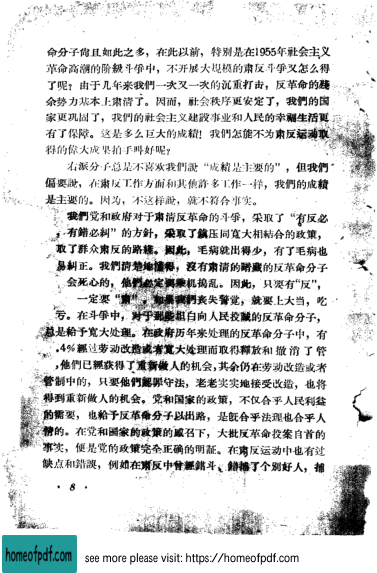 命分子尙且如此之多，在此以前，特別是在1955年社会主义
革命高潮的阶級斗爭中，不开展大規模的肃反斗爭又怎么得
了呢？由于几年来我們一次又一次的沉重打击，反革命的残
余势力基本上肃清了。因而，社会秩序更安定了，我們的国
家更巩固了，我們的社会主义建設事业和人民的幸福生活更
有了保障。这是多么巨大的成績！我們怎能不为肃反运动取
得的偉大成果拍手叫好呢？
右派分子总是不喜欢我們說“成績是主要的”，但我們
偏要說，在肃反工作方面和其他許多工作一样，我們的成績
是主要的。因为，不这样說，就不符合事实。
我們党和政府对于肃清反革命的斗爭，采取了“有反必
，有錯必糾”的方針，采取了鎭压同寬大相結合的政策，
取了群众肃反的路綫。因此，毛病就出得少，有了毛病也
易糾正。我們清楚地懂得，沒有肃清的暗藏的反革命分子
会死心的，他們必定要乘机搗乱。因此，只要有“反”，
一定要“肃”，如果我們丧失警觉，就要上大当，吃
亏。在斗爭中，对于那些坦白向人民投誠的反革命分子，
总是給予寬大处理。在政府历年来处理的反革命分子中，有
.4%經过劳动改造或者寬大处理而取得釋放和撤消了管
，他們已經获得了重新做人的机会，其余仍在劳动改造或者
管制中的，只要他們認罪守法，老老实实地接受改造，也将
得到重新做人的机会。党和国家的政策，不仅合乎人民利益
的需要，也給予反革命分子以出路，是旣合乎法理也合乎人
情的。在党和国家的政策的感召下，大批反革命投案自首的
事实，便是党的政策完全正确的明証。在肃反运动中也有过
缺点和錯誤，例如在肃反中曾經錯斗、錯捕了个別好人，捕
· 8 ·
homeofpdf.com
see more please visit: https://homeofpdf.com